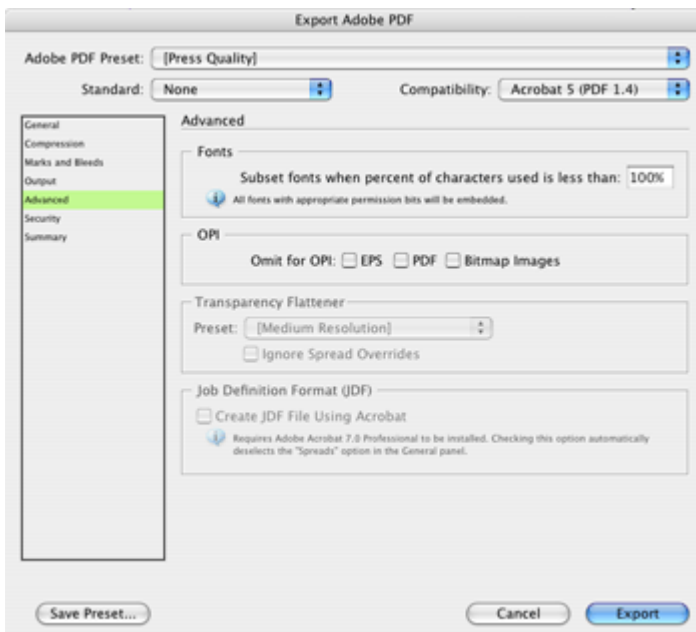 Export Adobe PDF
Adobe PDF Preset: [Press Quality]
Standard: None Compatibility: Acrobat 5 (PDF 1.4)
General
Compression
Marks and Bleeds
Output
Advanced
Security
Summary
Advanced
Fonts
Subset fonts when percent of characters used is less than: 100%
All fonts with appropriate permission bits will be embedded.
OPI
Omit for OPI: EPS PDF Bitmap Images
Transparency Flattener
Preset: [Medium Resolution]
Ignore Spread Overrides
Job Definition Format (JDF)
Create JDF File Using Acrobat
Requires Adobe Acrobat 7.0 Professional to be installed. Checking this option automatically
deselects the "Spreads" option in the General panel.
Save Preset... Cancel Export